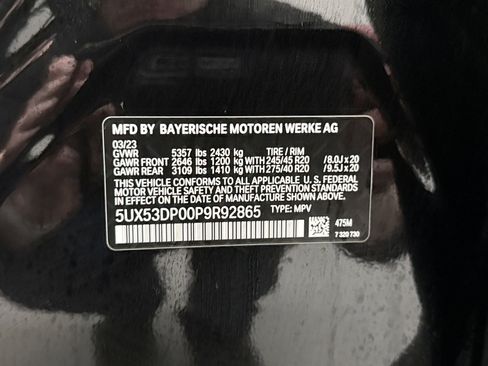 MFD BY BAYERISCHE MOTOREN WERKE AG
03/23
GVWR 5357 lbs 2430 kg TIRE / RIM
GAWR FRONT 2646 lbs 1200 KG WITH 245/45 R20 /8.0J x 20
GAWR REAR 3109 lbs 1410 kg WITH 275/40 R20 /9.5J x 20
THIS VEHICLE CONFORMS TO ALL APPLICABLE U.S. FEDERAL
MOTOR VEHICLE SAFETY AND THEFT PREVENTION STANDARDS
IN EFFECT ON THE DATE OF MANUFACTURE SHOWN ABOVE.
5UX53DP00P9R92865 TYPE: MPV
475M
7 329 730